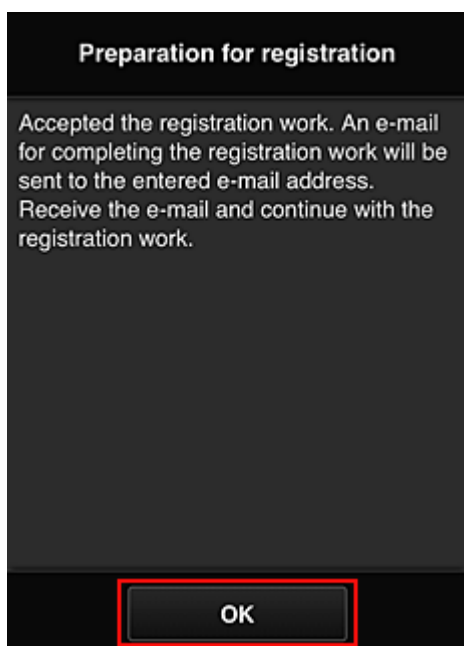 Preparation for registration
Accepted the registration work. An e-mail
for completing the registration work will be
sent to the entered e-mail address.
Receive the e-mail and continue with the
registration work.
OK